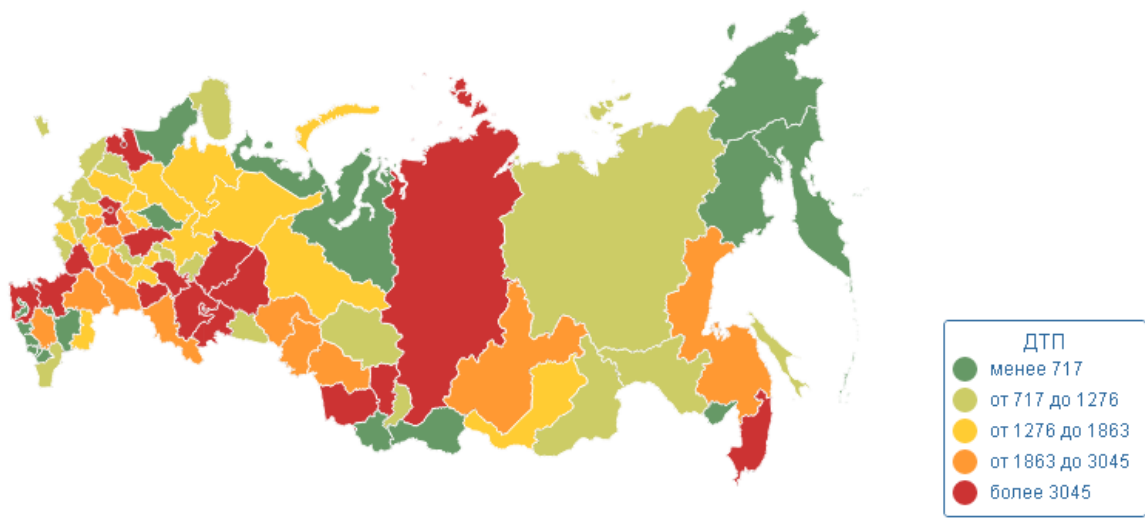 ДТП
менее 717
от 717 до 1276
от 1276 до 1863
от 1863 до 3045
более 3045